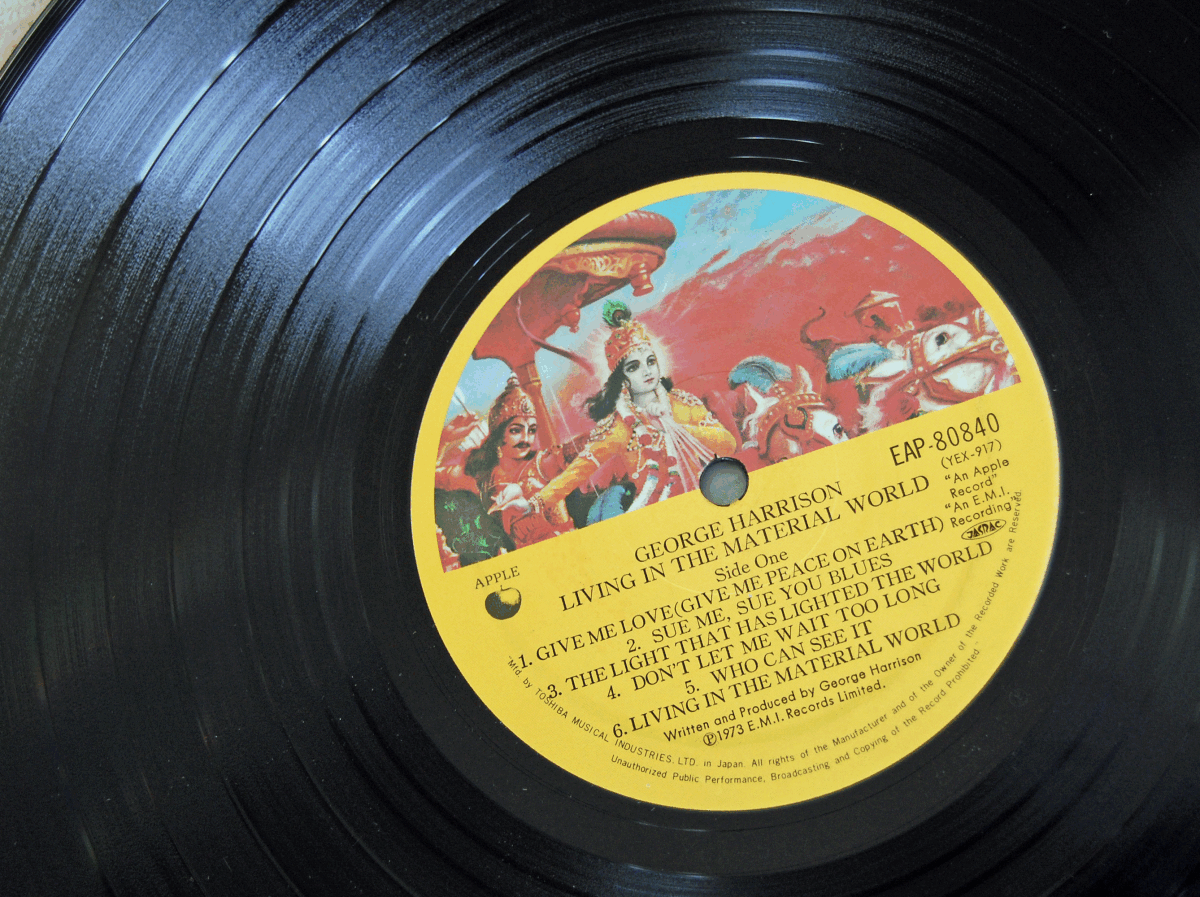 EAP-80840
(YEX-917)
"An Apple
Record"
"An E.M.I.
Recording"
JASRAC
GEORGE HARRISON
LIVING IN THE MATERIAL WORLD
Side One
APPLE
1. GIVE ME LOVE(GIVE ME PEACE ON EARTH)
2. SUE ME, SUE YOU BLUES
3. THE LIGHT THAT HAS LIGHTED THE WORLD
4. DON'T LET ME WAIT TOO LONG
5. WHO CAN SEE IT
6. LIVING IN THE MATERIAL WORLD
Written and Produced by George Harrison
Ⓟ1973 E.M.I. Records Limited.
"Mfd. by TOSHIBA MUSICAL INDUSTRIES. LTD. in Japan. All rights of the Manufacturer and of the Owner of the Recorded Work are Reserved.
Unauthorized Public Performance, Broadcasting and Copying of the Record Prohibited."